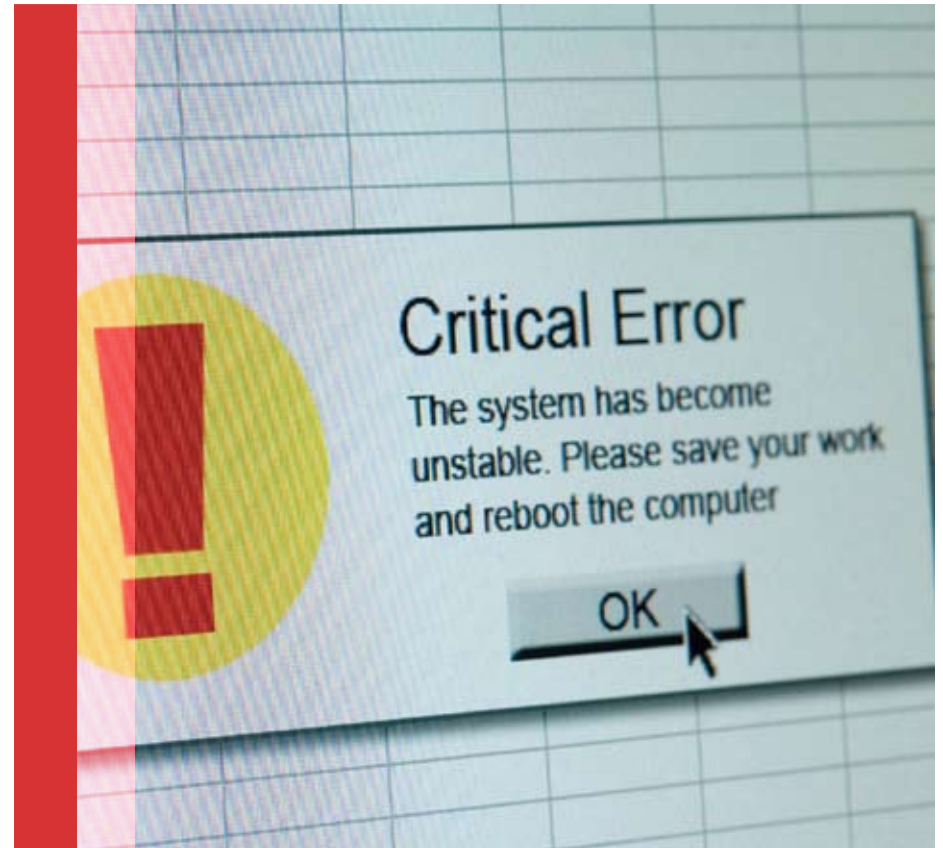 !
Critical Error
The system has become
unstable. Please save your work
and reboot the computer
OK